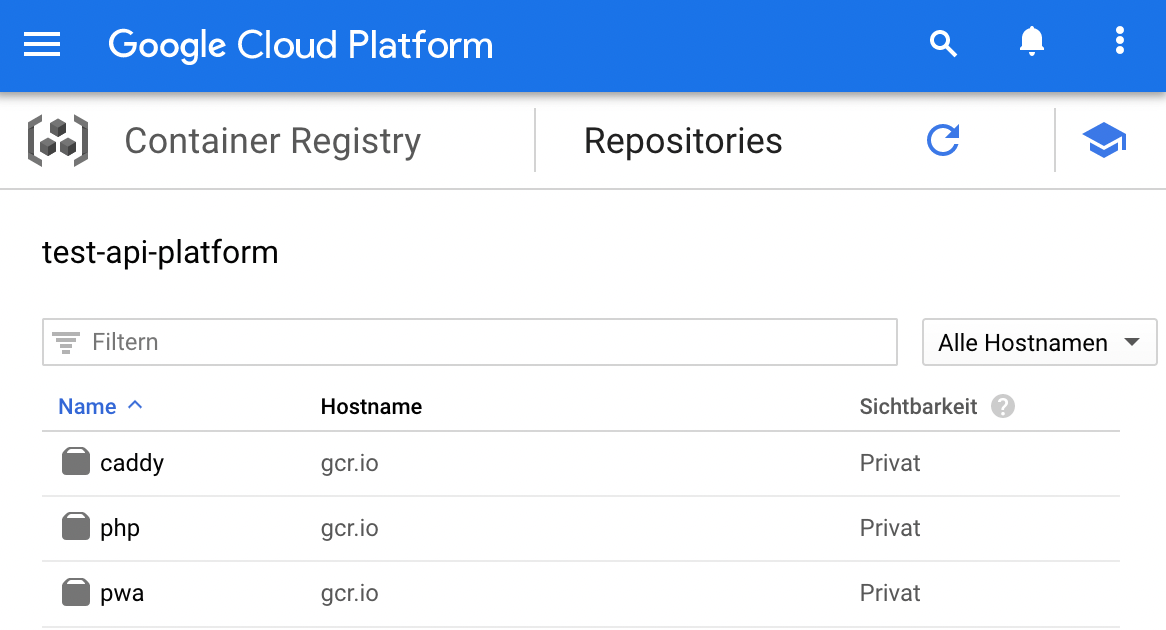 Google Cloud Platform
Container Registry Repositories
test-api-platform
Filtern Alle Hostnamen
Name Hostname Sichtbarkeit ?
caddy gcr.io Privat
php gcr.io Privat
pwa gcr.io Privat